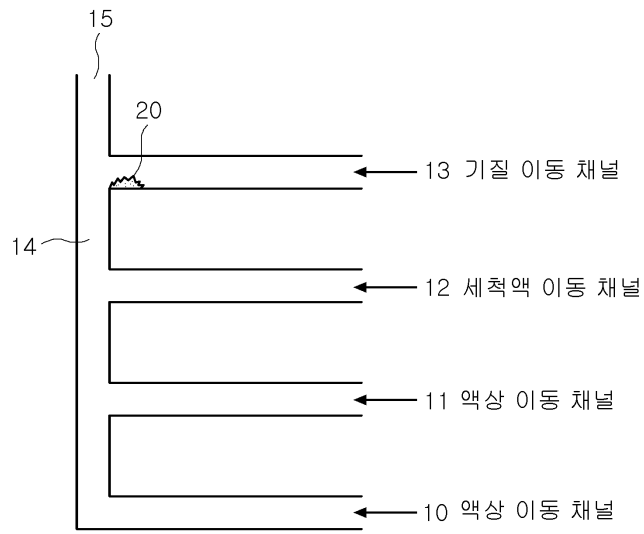 15
20
13 기질 이동 채널
14
12 세척액 이동 채널
11 액상 이동 채널
10 액상 이동 채널